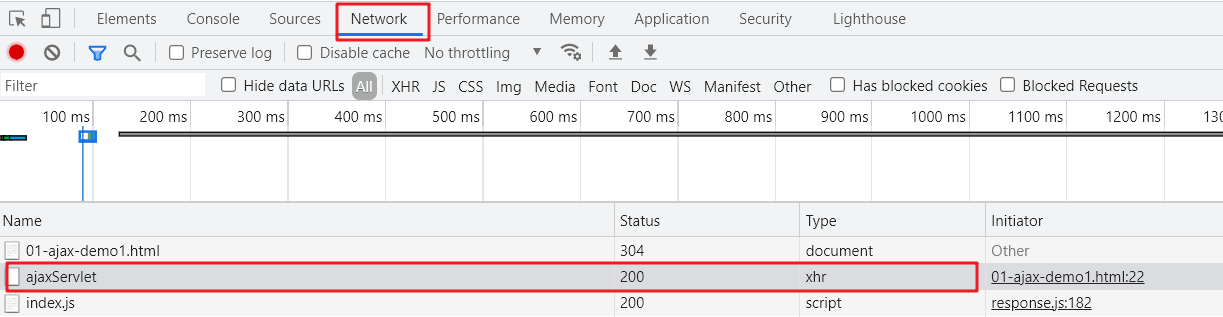 Elements Console Sources Network Performance Memory Application Security Lighthouse
Preserve log Disable cache No throttling
Filter Hide data URLs All XHR JS CSS Img Media Font Doc WS Manifest Other Has blocked cookies Blocked Requests
100 ms 200 ms 300 ms 400 ms 500 ms 600 ms 700 ms 800 ms 900 ms 1000 ms 1100 ms 1200 ms 130
Name Status Type Initiator
01-ajax-demo1.html 304 document Other
ajaxServlet 200 xhr 01-ajax-demo1.html:22
index.js 200 script response.js:182